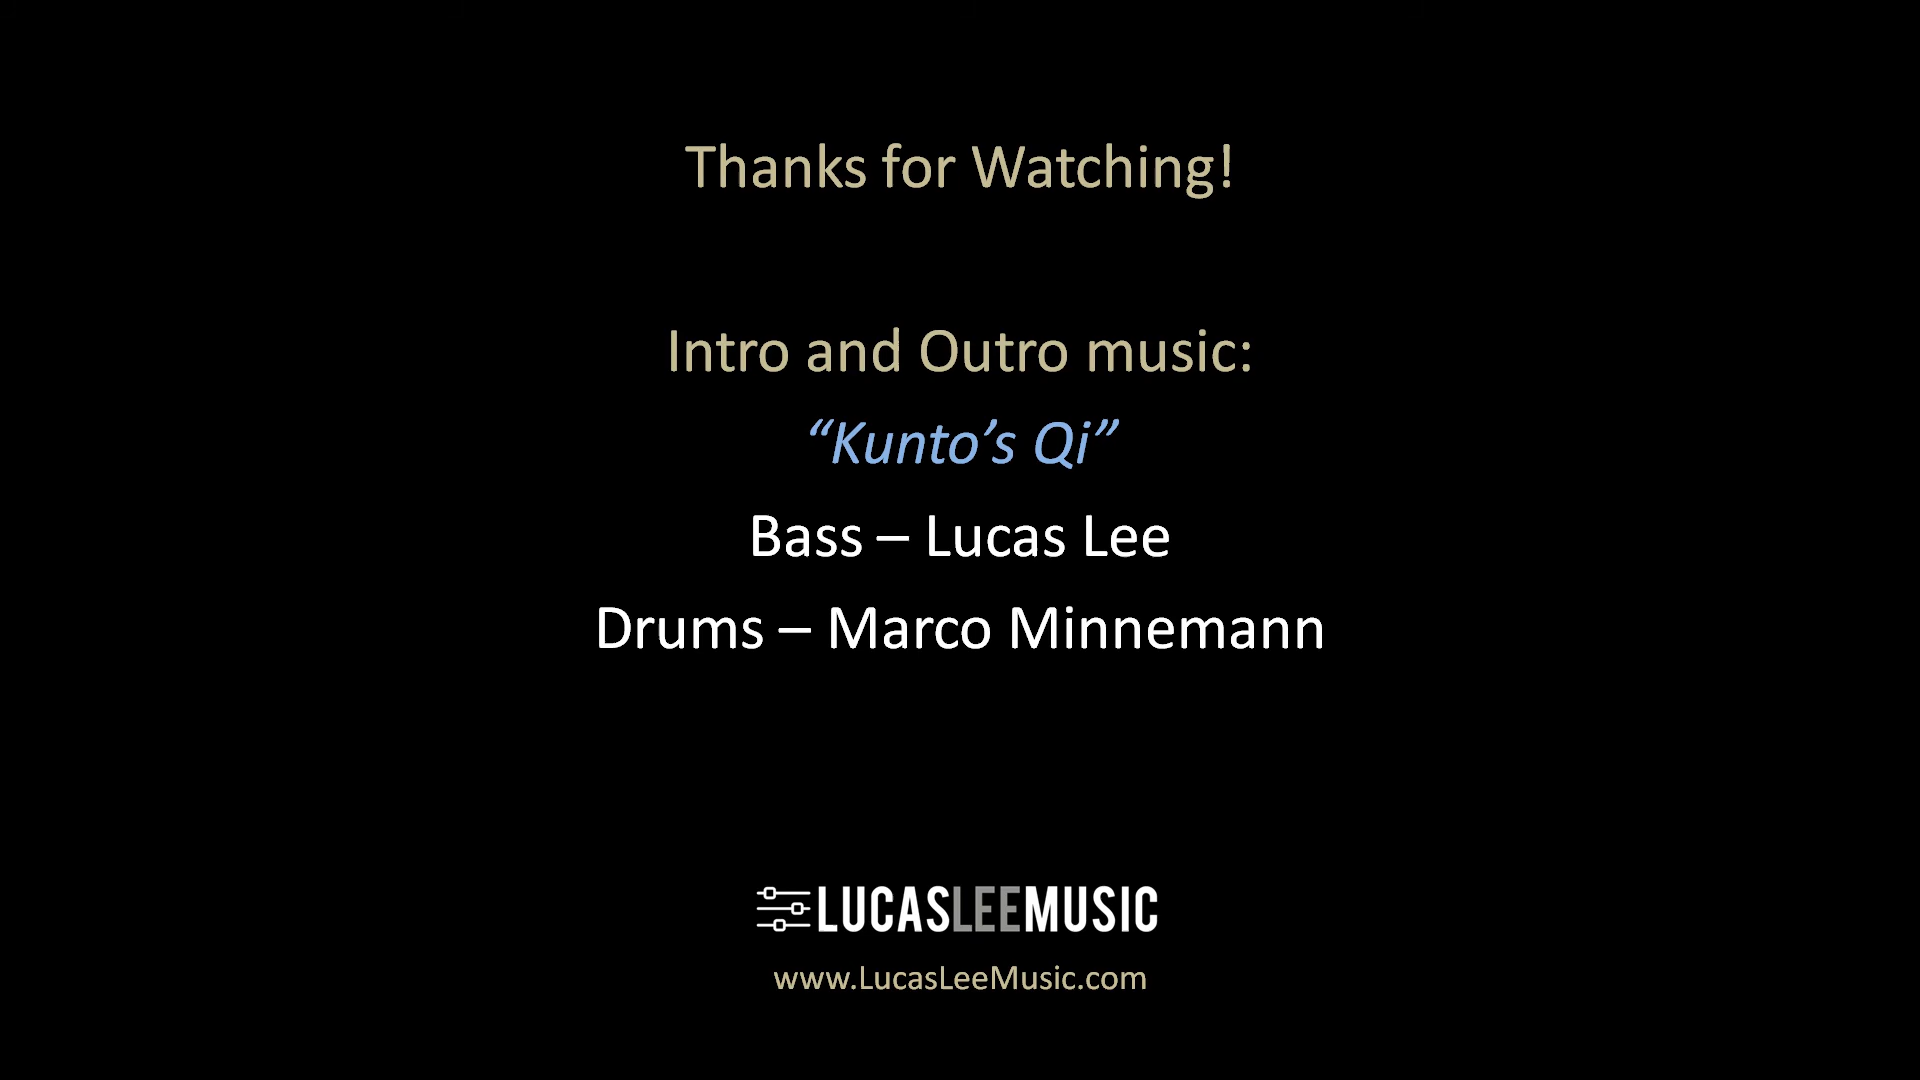 Thanks for Watching!
Intro and Outro music:
“Kunto’s Qi”
Bass – Lucas Lee
Drums – Marco Minnemann
LUCASLEEMUSIC
www.LucasLeeMusic.com